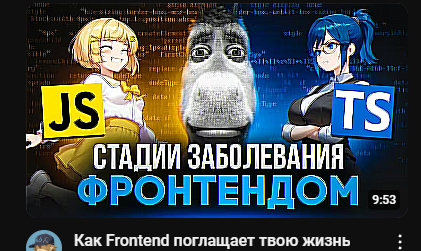 JS
TS
СТАДИИ ЗАБОЛЕВАНИЯ
ФРОНТЕНДОМ
9:53
Как Frontend поглащает твою жизнь